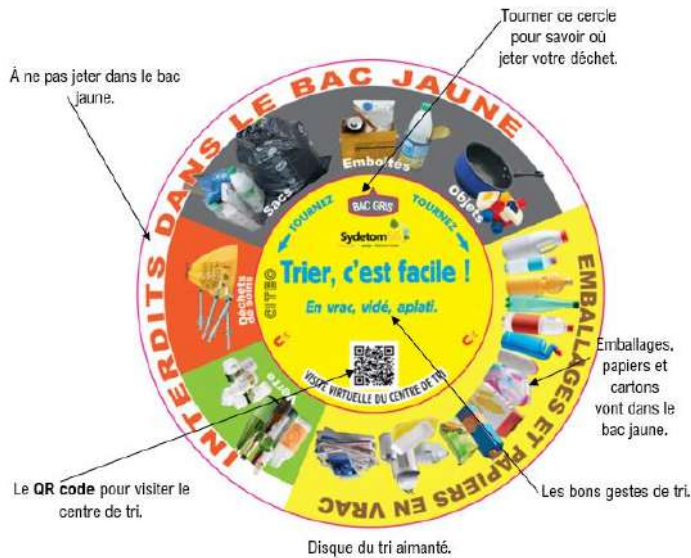 Tourner ce cercle
pour savoir où
jeter votre déchet.
À ne pas jeter dans le bac
jaune.
INTERDITS DANS LE BAC JAUNE
Sacs
Emboîtés
Objets
Déchets
de soins
Verre
TOURNEZ
BAC GRIS
TOURNEZ
Sydetom
CITEO
Trier, c'est facile !
En vrac, vidé, aplati.
VISITE VIRTUELLE DU CENTRE DE TRI
EMBALLAGES ET PAPIERS EN VRAC
Emballages,
papiers et
cartons
vont dans le
bac jaune.
Le QR code pour visiter le
centre de tri.
Les bons gestes de tri.
Disque du tri aimanté.